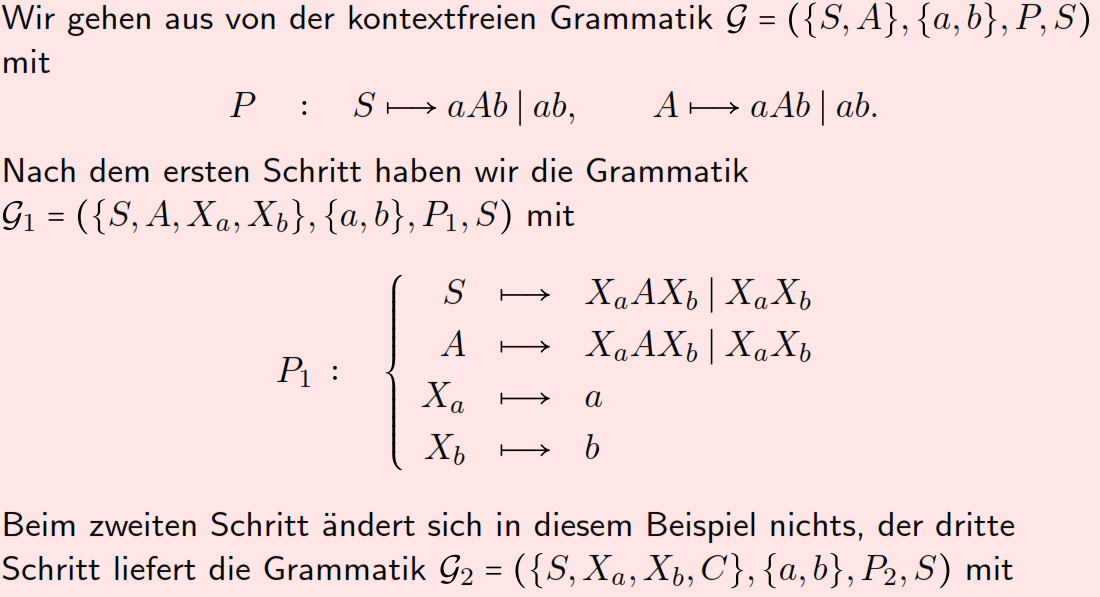 Wir gehen aus von der kontextfreien Grammatik 𝒢 = ({S, A}, {a, b}, P, S)
mit
P : S ⟼ aAb | ab, A ⟼ aAb | ab.
Nach dem ersten Schritt haben wir die Grammatik
𝒢₁ = ({S, A, Xₐ, X_b}, {a, b}, P₁, S) mit
P₁ :
S ⟼ XₐAX_b | XₐX_b
A ⟼ XₐAX_b | XₐX_b
Xₐ ⟼ a
X_b ⟼ b
Beim zweiten Schritt ändert sich in diesem Beispiel nichts, der dritte
Schritt liefert die Grammatik 𝒢₂ = ({S, Xₐ, X_b, C}, {a, b}, P₂, S) mit